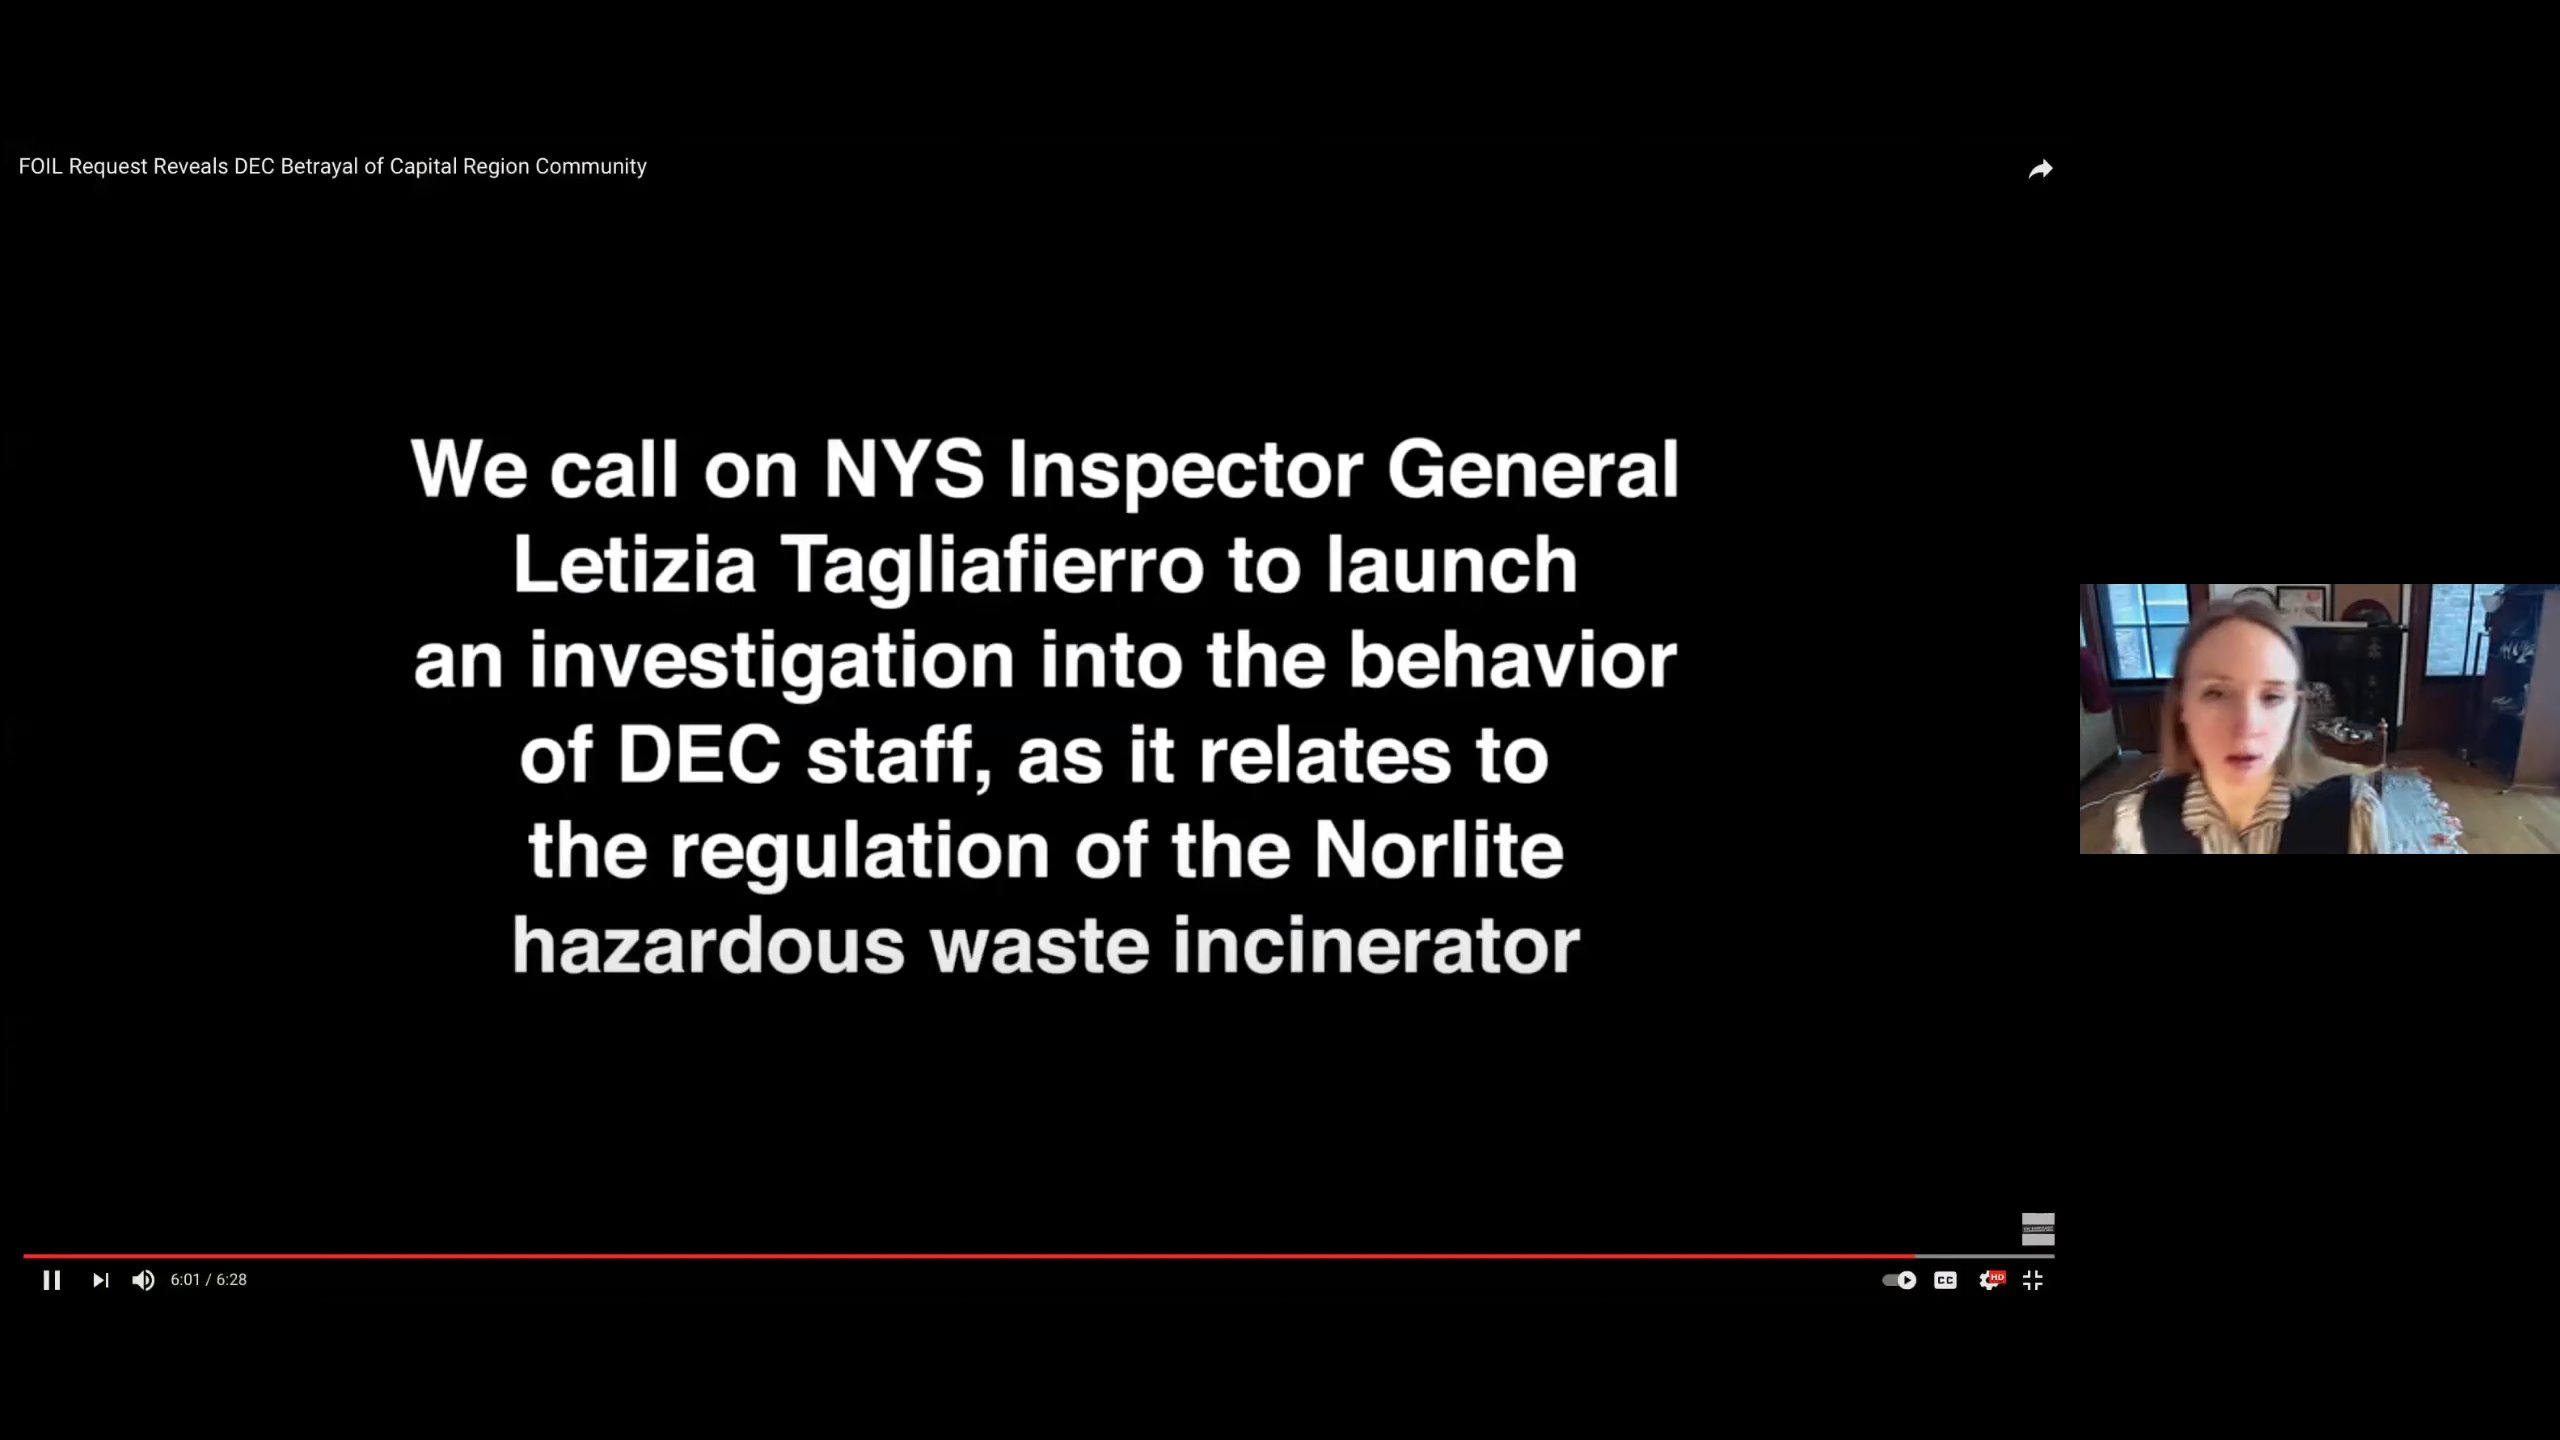 FOIL Request Reveals DEC Betrayal of Capital Region Community
We call on NYS Inspector General
Letizia Tagliafierro to launch
an investigation into the behavior
of DEC staff, as it relates to
the regulation of the Norlite
hazardous waste incinerator
6:01 / 6:28
CC
HD